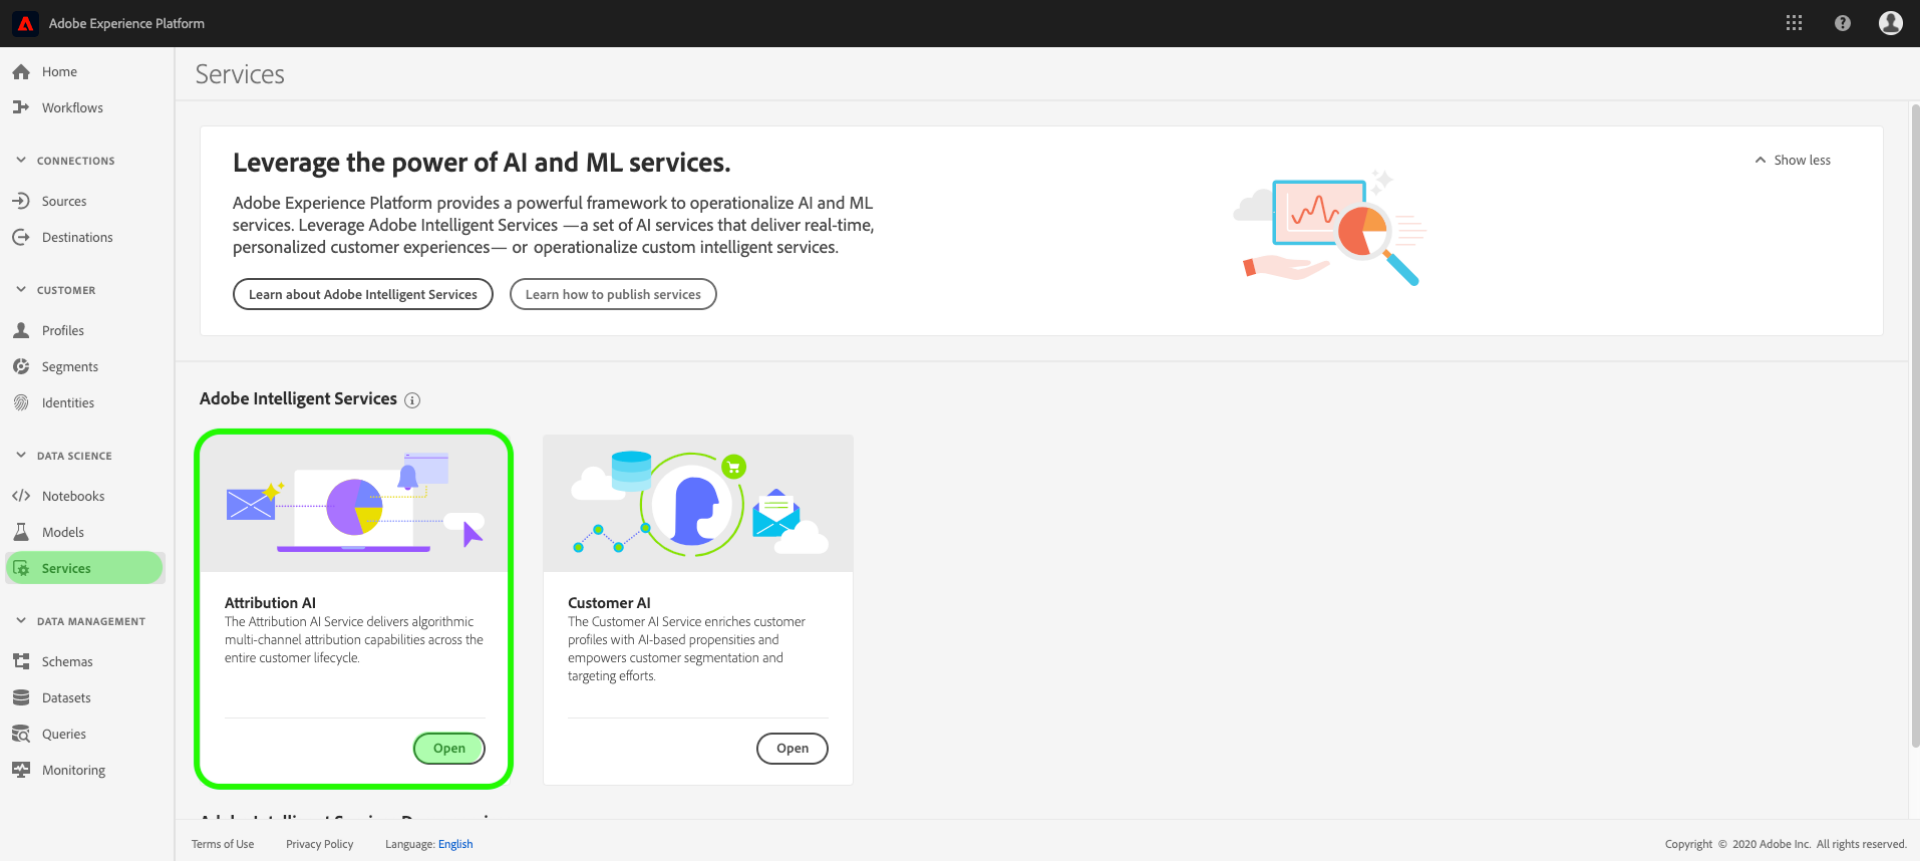 Adobe Experience Platform
Home
Workflows
CONNECTIONS
Sources
Destinations
CUSTOMER
Profiles
Segments
Identities
DATA SCIENCE
Notebooks
Models
Services
DATA MANAGEMENT
Schemas
Datasets
Queries
Monitoring
Services
Leverage the power of AI and ML services.
Show less
Adobe Experience Platform provides a powerful framework to operationalize AI and ML
services. Leverage Adobe Intelligent Services —a set of AI services that deliver real-time,
personalized customer experiences— or operationalize custom intelligent services.
Learn about Adobe Intelligent Services
Learn how to publish services
Adobe Intelligent Services
Attribution AI
The Attribution AI Service delivers algorithmic
multi-channel attribution capabilities across the
entire customer lifecycle.
Open
Customer AI
The Customer AI Service enriches customer
profiles with AI-based propensities and
empowers customer segmentation and
targeting efforts.
Open
Adobe Intelligent Services
Terms of Use
Privacy Policy
Language: English
Copyright © 2020 Adobe Inc. All rights reserved.